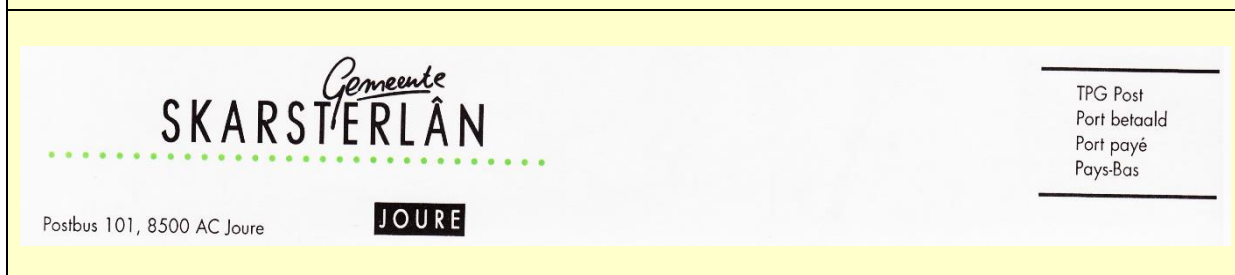 Gemeente
SKARSTERLÂN
Postbus 101, 8500 AC Joure
JOURE
TPG Post
Port betaald
Port payé
Pays-Bas